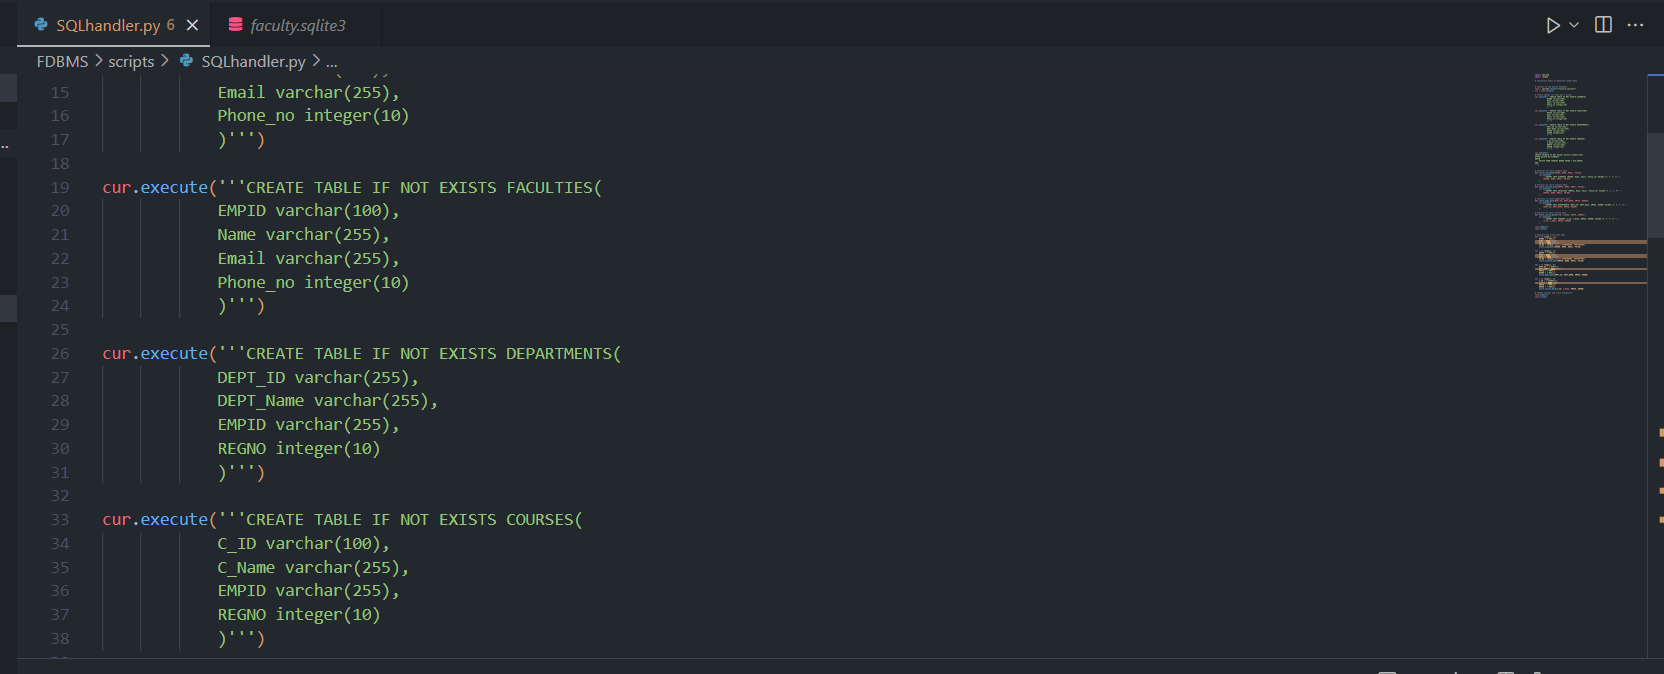 SQLhandler.py 6
faculty.sqlite3
FDBMS > scripts > SQLhandler.py > ...
15 Email varchar(255),
16 Phone_no integer(10)
17 )''')
18
19 cur.execute('''CREATE TABLE IF NOT EXISTS FACULTIES(
20 EMPID varchar(100),
21 Name varchar(255),
22 Email varchar(255),
23 Phone_no integer(10)
24 )''')
25
26 cur.execute('''CREATE TABLE IF NOT EXISTS DEPARTMENTS(
27 DEPT_ID varchar(255),
28 DEPT_Name varchar(255),
29 EMPID varchar(255),
30 REGNO integer(10)
31 )''')
32
33 cur.execute('''CREATE TABLE IF NOT EXISTS COURSES(
34 C_ID varchar(100),
35 C_Name varchar(255),
36 EMPID varchar(255),
37 REGNO integer(10)
38 )''')